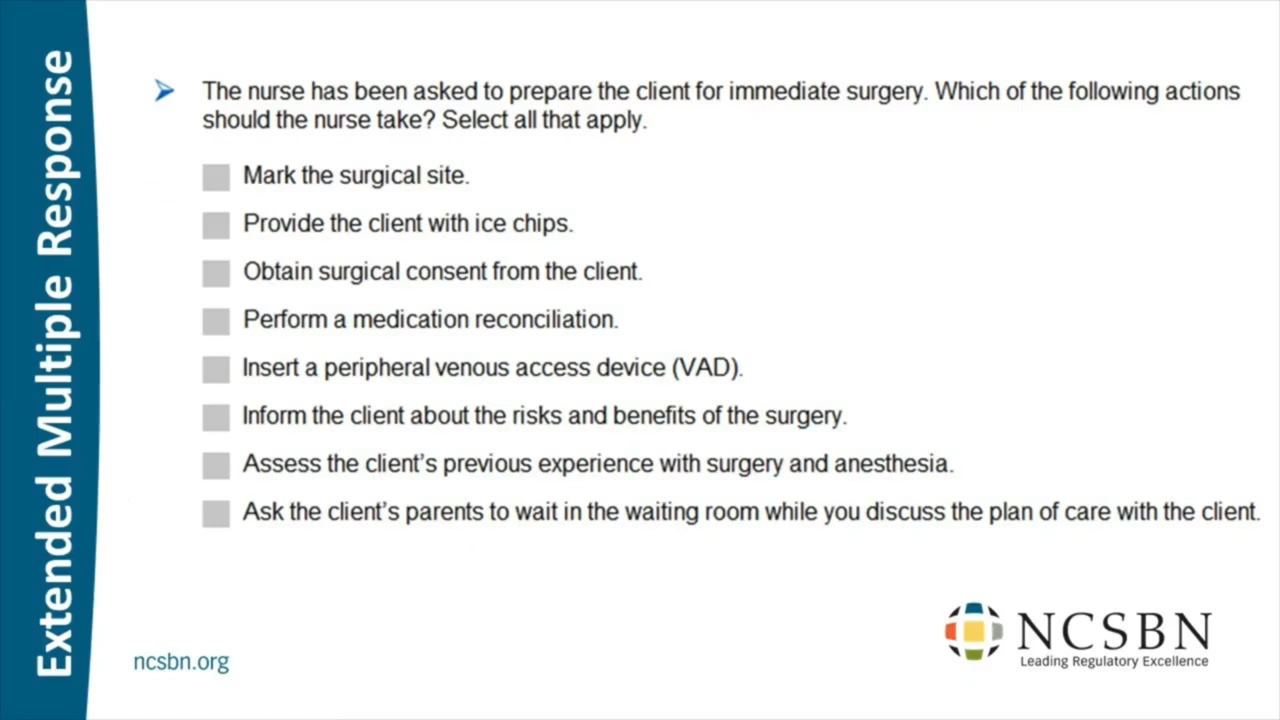 Extended Multiple Response
The nurse has been asked to prepare the client for immediate surgery. Which of the following actions
should the nurse take? Select all that apply.
Mark the surgical site.
Provide the client with ice chips.
Obtain surgical consent from the client.
Perform a medication reconciliation.
Insert a peripheral venous access device (VAD).
Inform the client about the risks and benefits of the surgery.
Assess the client's previous experience with surgery and anesthesia.
Ask the client's parents to wait in the waiting room while you discuss the plan of care with the client.
ncsbn.org
NCSBN
Leading Regulatory Excellence